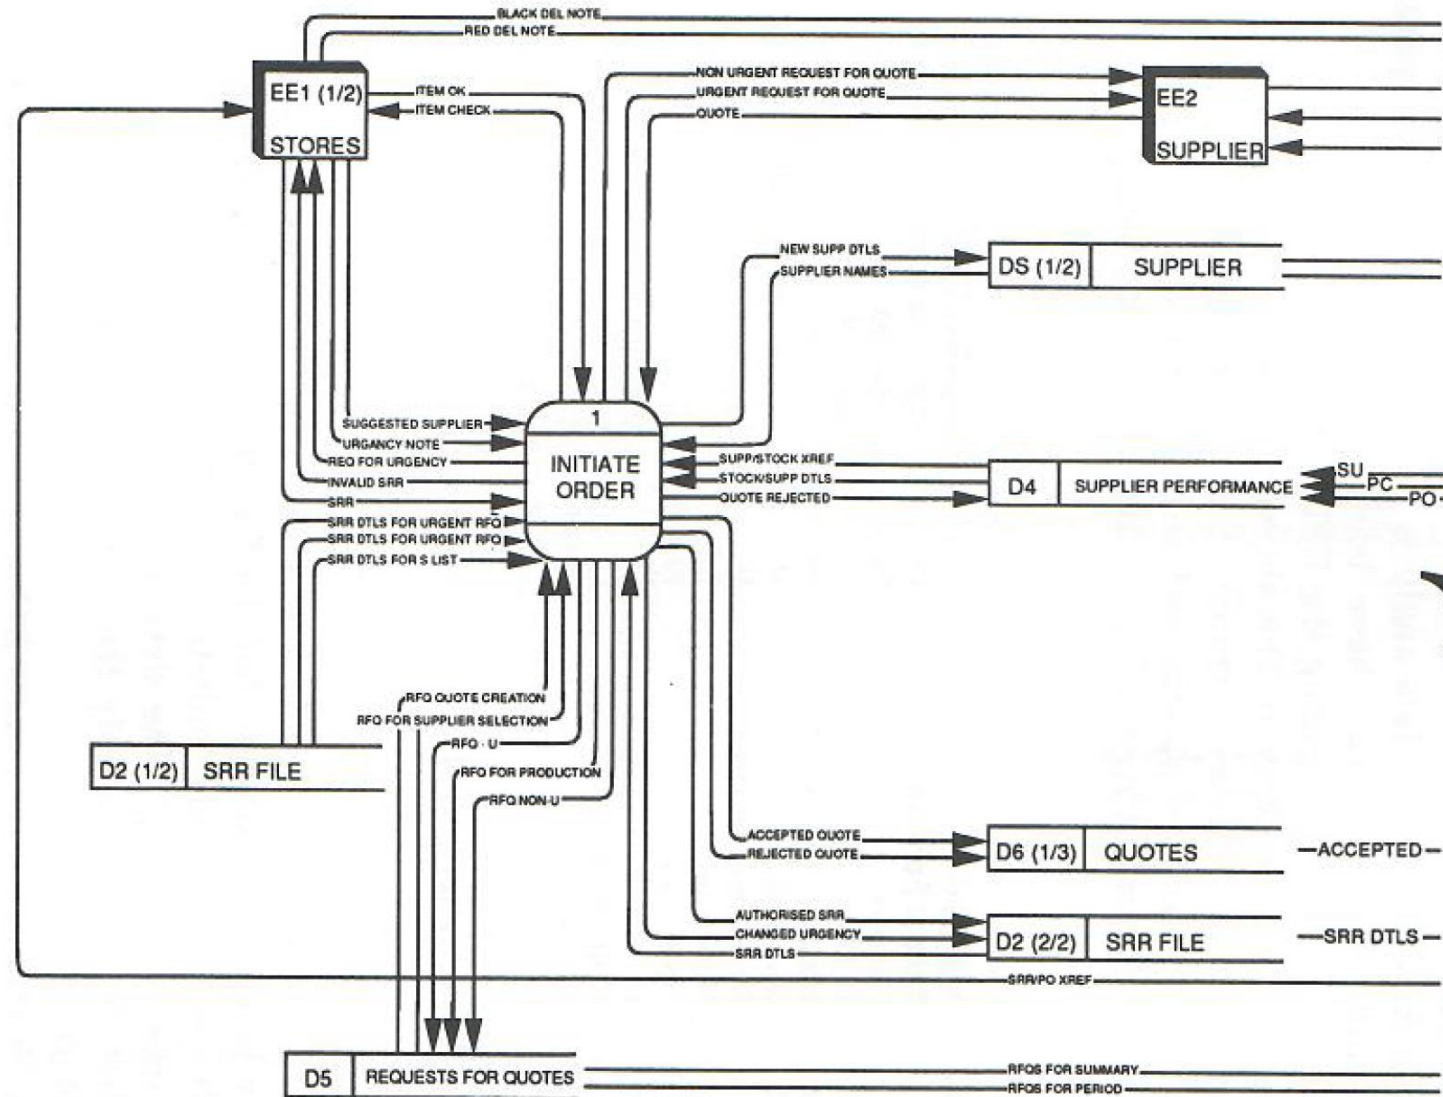 BLACK DEL NOTE
RED DEL NOTE
EE1 (1/2)
STORES
ITEM OK
ITEM CHECK
NON URGENT REQUEST FOR QUOTE
URGENT REQUEST FOR QUOTE
QUOTE
EE2
SUPPLIER
NEW SUPP DTLS
SUPPLIER NAMES
DS (1/2) SUPPLIER
SUGGESTED SUPPLIER
URGANCY NOTE
REQ FOR URGENCY
INVALID SRR
SRR
SRR DTLS FOR URGENT RFQ
SRR DTLS FOR URGENT RFQ
SRR DTLS FOR S LIST
1
INITIATE
ORDER
SUPP/STOCK XREF
STOCK/SUPP DTLS
QUOTE REJECTED
D4 SUPPLIER PERFORMANCE
SU
PC
PO
RFQ QUOTE CREATION
RFQ FOR SUPPLIER SELECTION
RFQ - U
RFQ FOR PRODUCTION
RFQ NON-U
D2 (1/2) SRR FILE
ACCEPTED QUOTE
REJECTED QUOTE
D6 (1/3) QUOTES
ACCEPTED
AUTHORISED SRR
CHANGED URGENCY
SRR DTLS
D2 (2/2) SRR FILE
SRR DTLS
SRR/PO XREF
D5 REQUESTS FOR QUOTES
RFQS FOR SUMMARY
RFQS FOR PERIOD